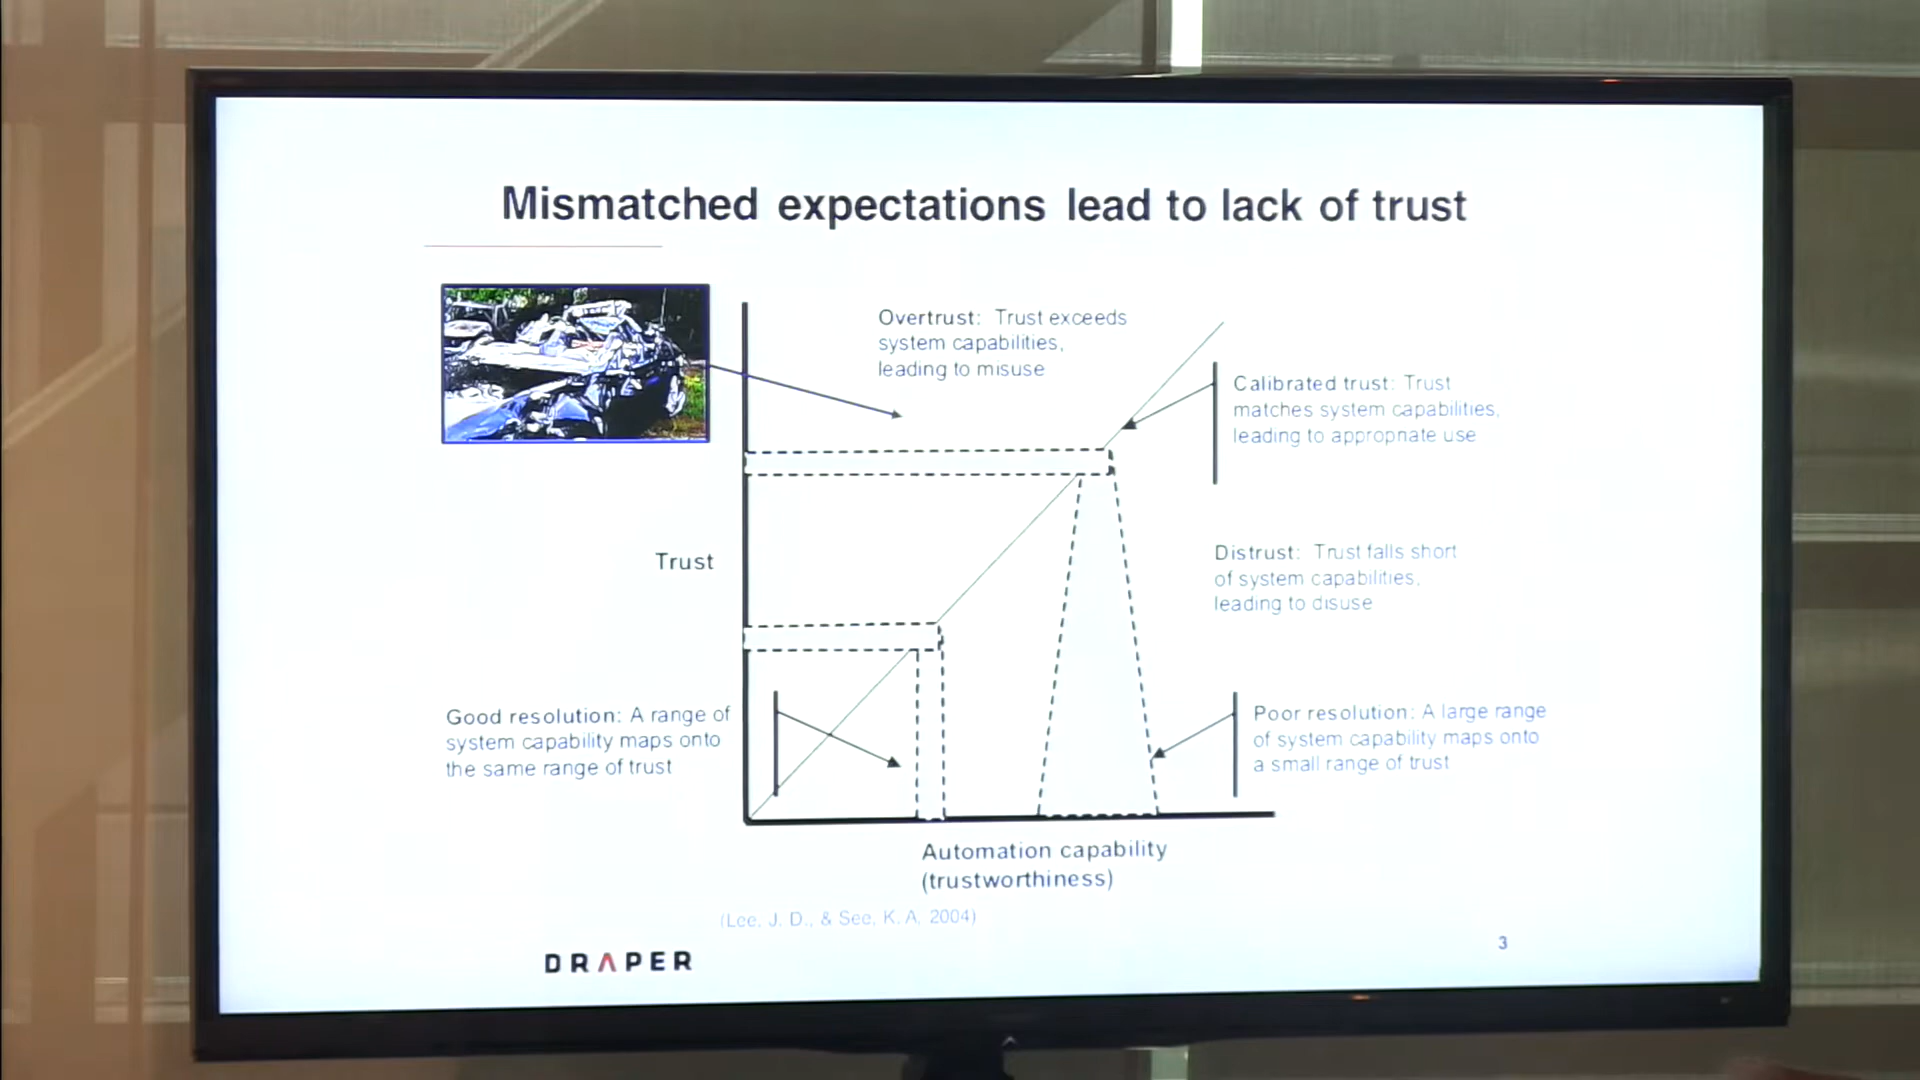 Mismatched expectations lead to lack of trust
Overtrust: Trust exceeds
system capabilities,
leading to misuse
Calibrated trust: Trust
matches system capabilities,
leading to appropriate use
Trust
Distrust: Trust falls short
of system capabilities,
leading to disuse
Good resolution: A range of
system capability maps onto
the same range of trust
Poor resolution: A large range
of system capability maps onto
a small range of trust
Automation capability
(trustworthiness)
(Lee, J. D., & See, K. A, 2004)
DRAPER
3